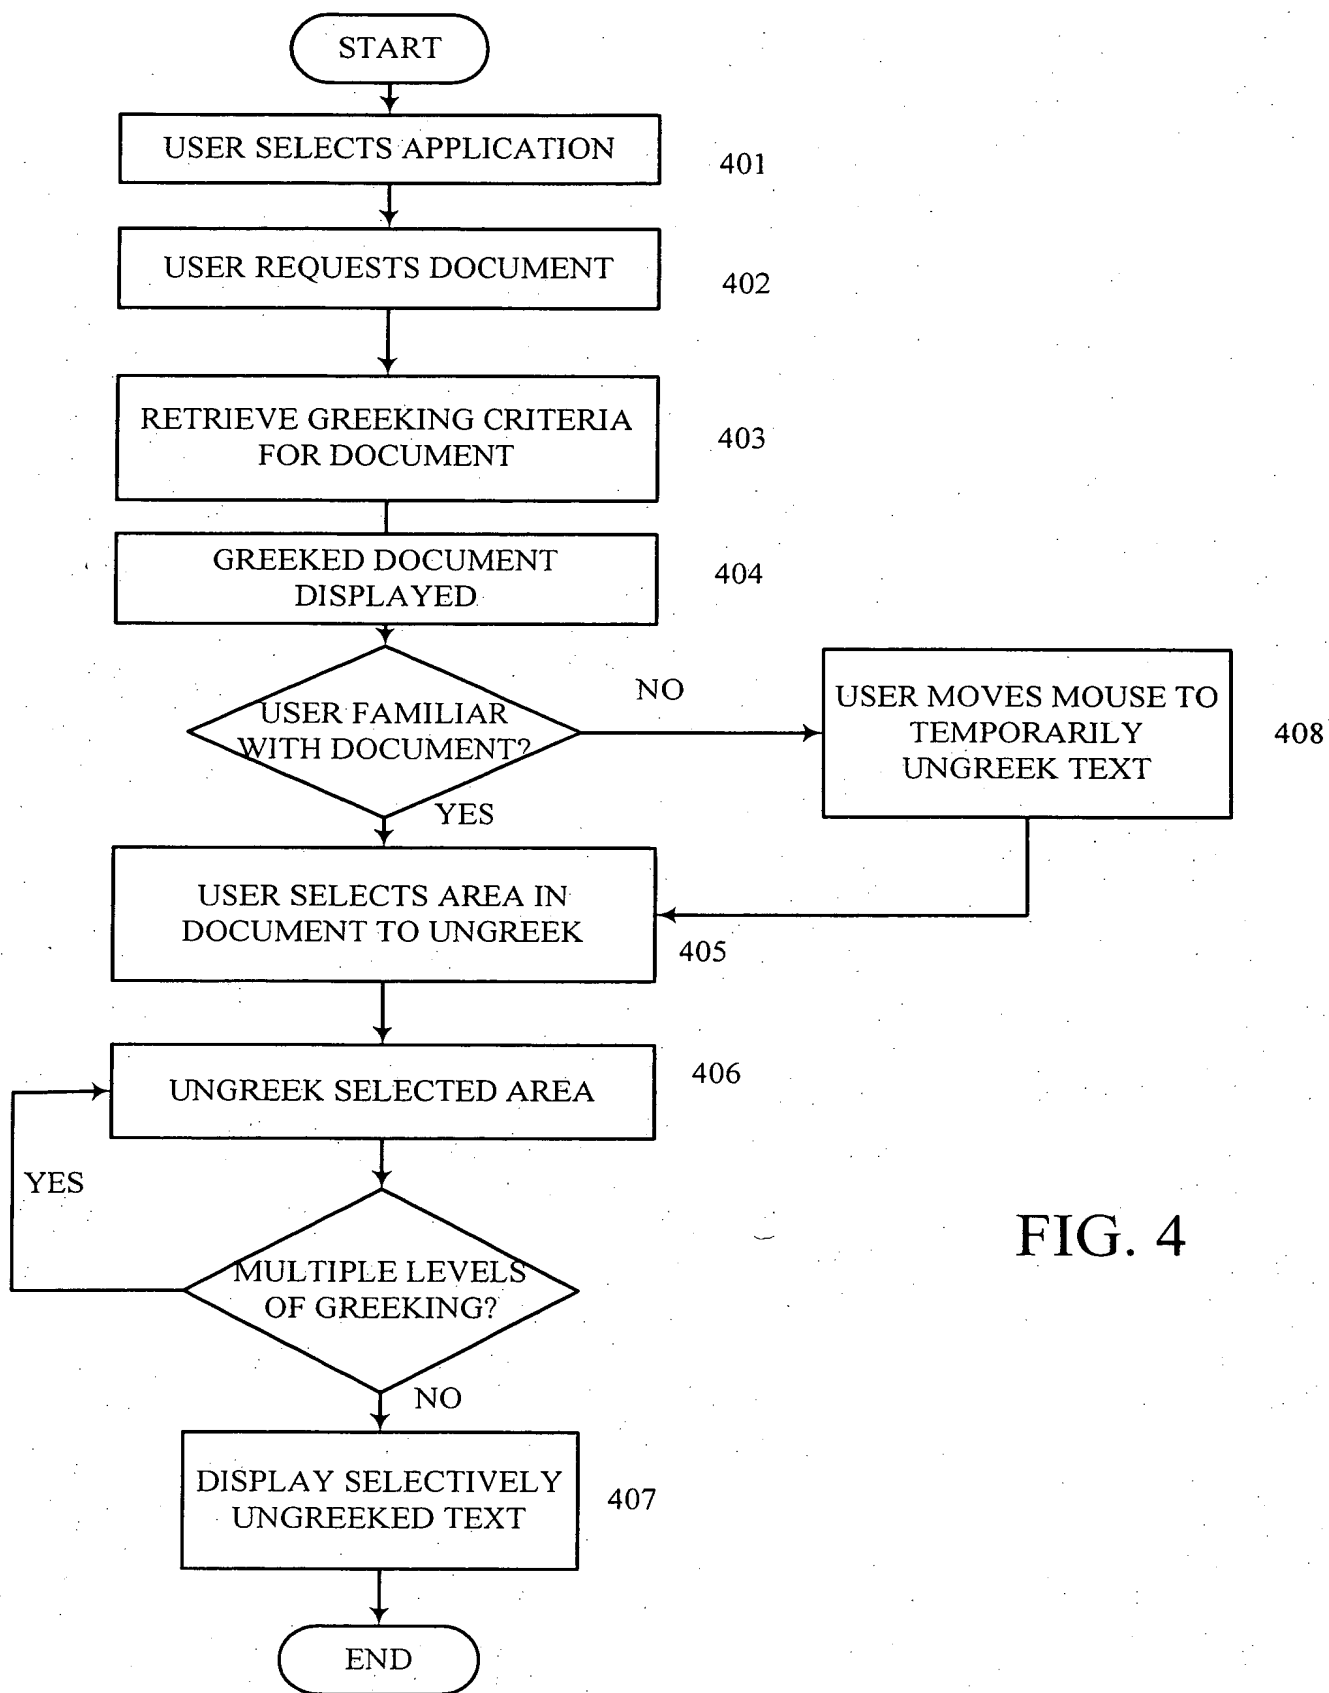 START
USER SELECTS APPLICATION
401
USER REQUESTS DOCUMENT
402
RETRIEVE GREEKING CRITERIA
FOR DOCUMENT
403
GREEKED DOCUMENT
DISPLAYED
404
USER FAMILIAR
WITH DOCUMENT?
NO
USER MOVES MOUSE TO
TEMPORARILY
UNGREEK TEXT
408
YES
USER SELECTS AREA IN
DOCUMENT TO UNGREEK
405
UNGREEK SELECTED AREA
406
YES
MULTIPLE LEVELS
OF GREEKING?
FIG. 4
NO
DISPLAY SELECTIVELY
UNGREEKED TEXT
407
END